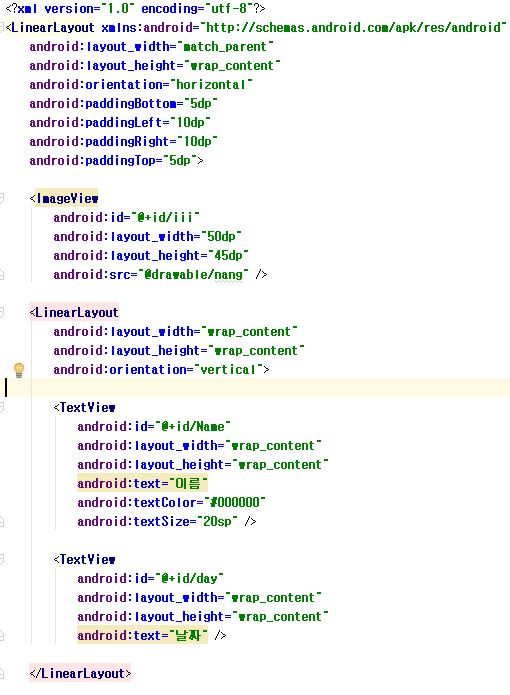 <?xml version="1.0" encoding="utf-8"?>
<LinearLayout xmlns:android="http://schemas.android.com/apk/res/android"
android:layout_width="match_parent"
android:layout_height="wrap_content"
android:orientation="horizontal"
android:paddingBottom="5dp"
android:paddingLeft="10dp"
android:paddingRight="10dp"
android:paddingTop="5dp">
<ImageView
android:id="@+id/iii"
android:layout_width="50dp"
android:layout_height="45dp"
android:src="@drawable/nang" />
<LinearLayout
android:layout_width="wrap_content"
android:layout_height="wrap_content"
android:orientation="vertical">
<TextView
android:id="@+id/Name"
android:layout_width="wrap_content"
android:layout_height="wrap_content"
android:text="이름"
android:textColor="#000000"
android:textSize="20sp" />
<TextView
android:id="@+id/day"
android:layout_width="wrap_content"
android:layout_height="wrap_content"
android:text="날짜" />
</LinearLayout>